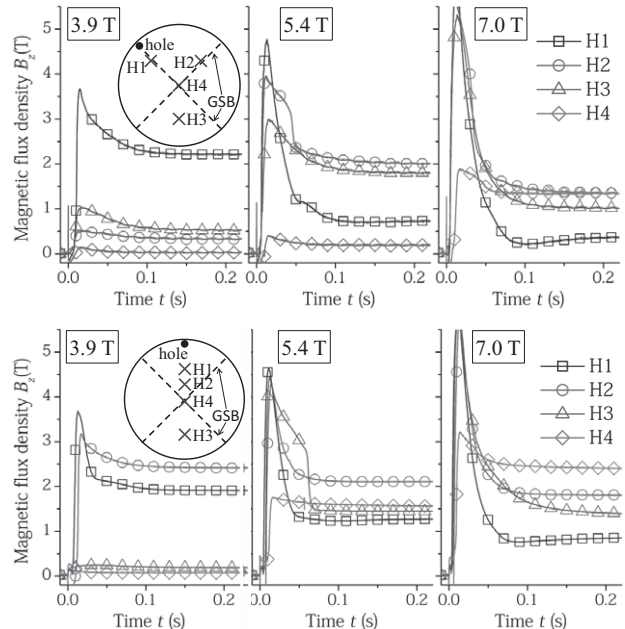 3.9 T
5.4 T
7.0 T
hole
H1
H2
H4
GSB
H3
H1
H2
H3
H4
Magnetic flux density Bz(T)
5
4
3
2
1
0
0.0 0.1 0.2
0.0 0.1 0.2
0.0 0.1 0.2
Time t (s)
Time t (s)
Time t (s)
3.9 T
5.4 T
7.0 T
hole
H1
H2
H4
GSB
H3
H1
H2
H3
H4
Magnetic flux density Bz(T)
5
4
3
2
1
0
0.0 0.1 0.2
0.0 0.1 0.2
0.0 0.1 0.2
Time t (s)
Time t (s)
Time t (s)